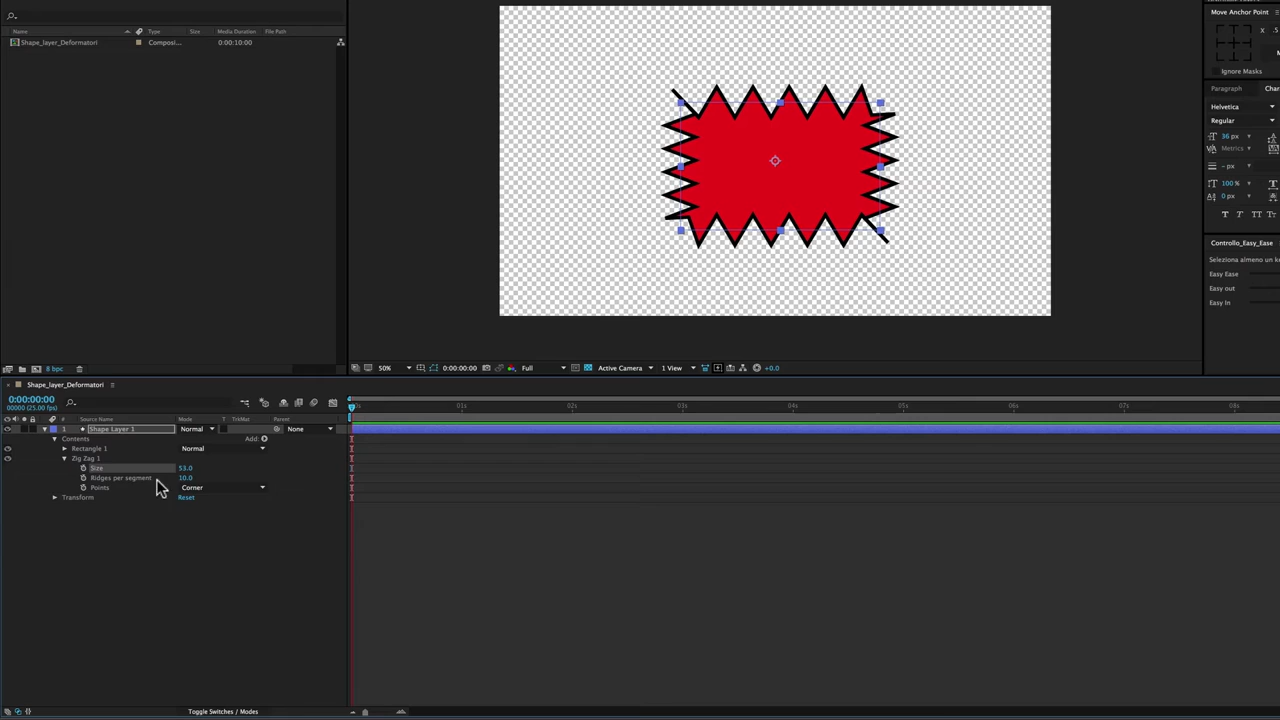 Name Type Size Media Duration File Path
Shape_layer_Deformatori Composi... 0:00:10:00
8 bpc
50% 0:00:00:00 Full Active Camera 1 View +0.0
Move Anchor Point
X .5
Ignore Masks
Paragraph Char
Helvetica
Regular
36 px
Metrics
- px
100 %
0 px
T T TT Tt
Controllo_Easy_Ease
Seleziona almeno un ke
Easy Ease
Easy out
Easy In
Shape_layer_Deformatori
0:00:00:00
00000 (25.00 fps)
# Source Name Mode T TrkMat Parent
1 Shape Layer 1 Normal None
Contents Add:
Rectangle 1 Normal
Zig Zag 1
Size 53.0
Ridges per segment 10.0
Points Corner
Transform Reset
01s 02s 03s 04s 05s 06s 07s 08s
Toggle Switches / Modes